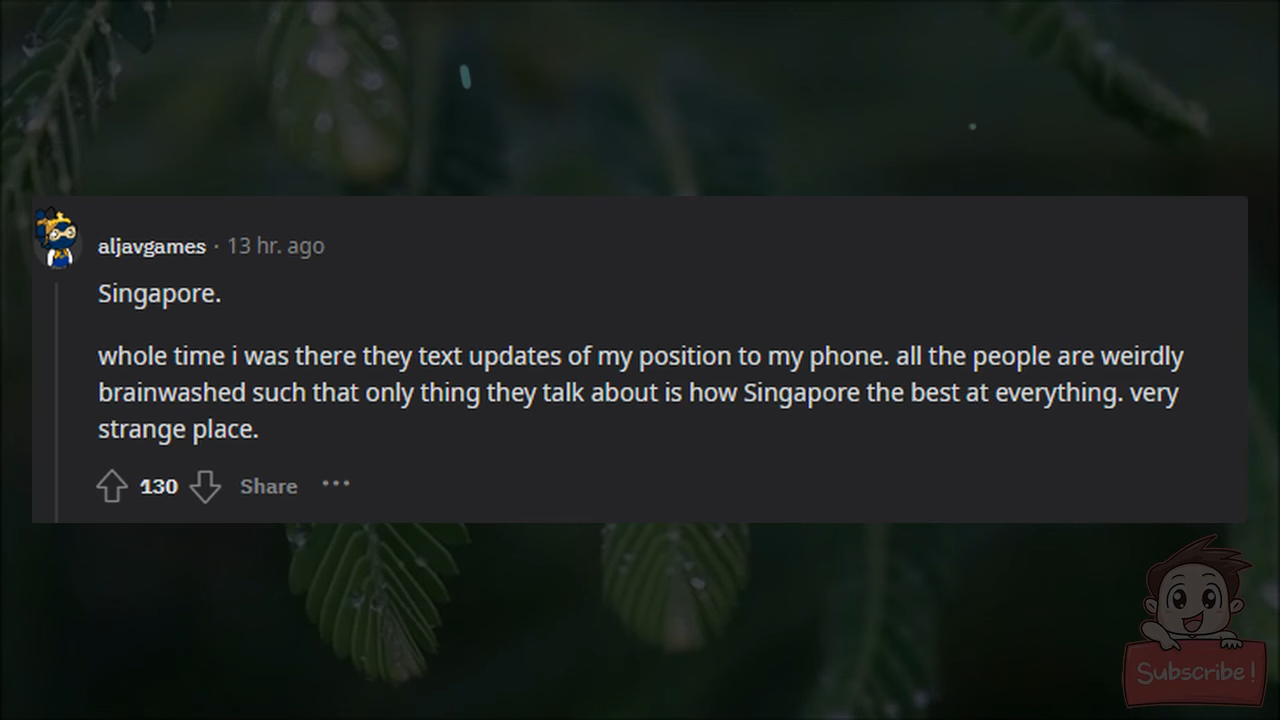 aljavgames · 13 hr. ago
Singapore.
whole time i was there they text updates of my position to my phone. all the people are weirdly
brainwashed such that only thing they talk about is how Singapore the best at everything. very
strange place.
130 Share ···
Subscribe!